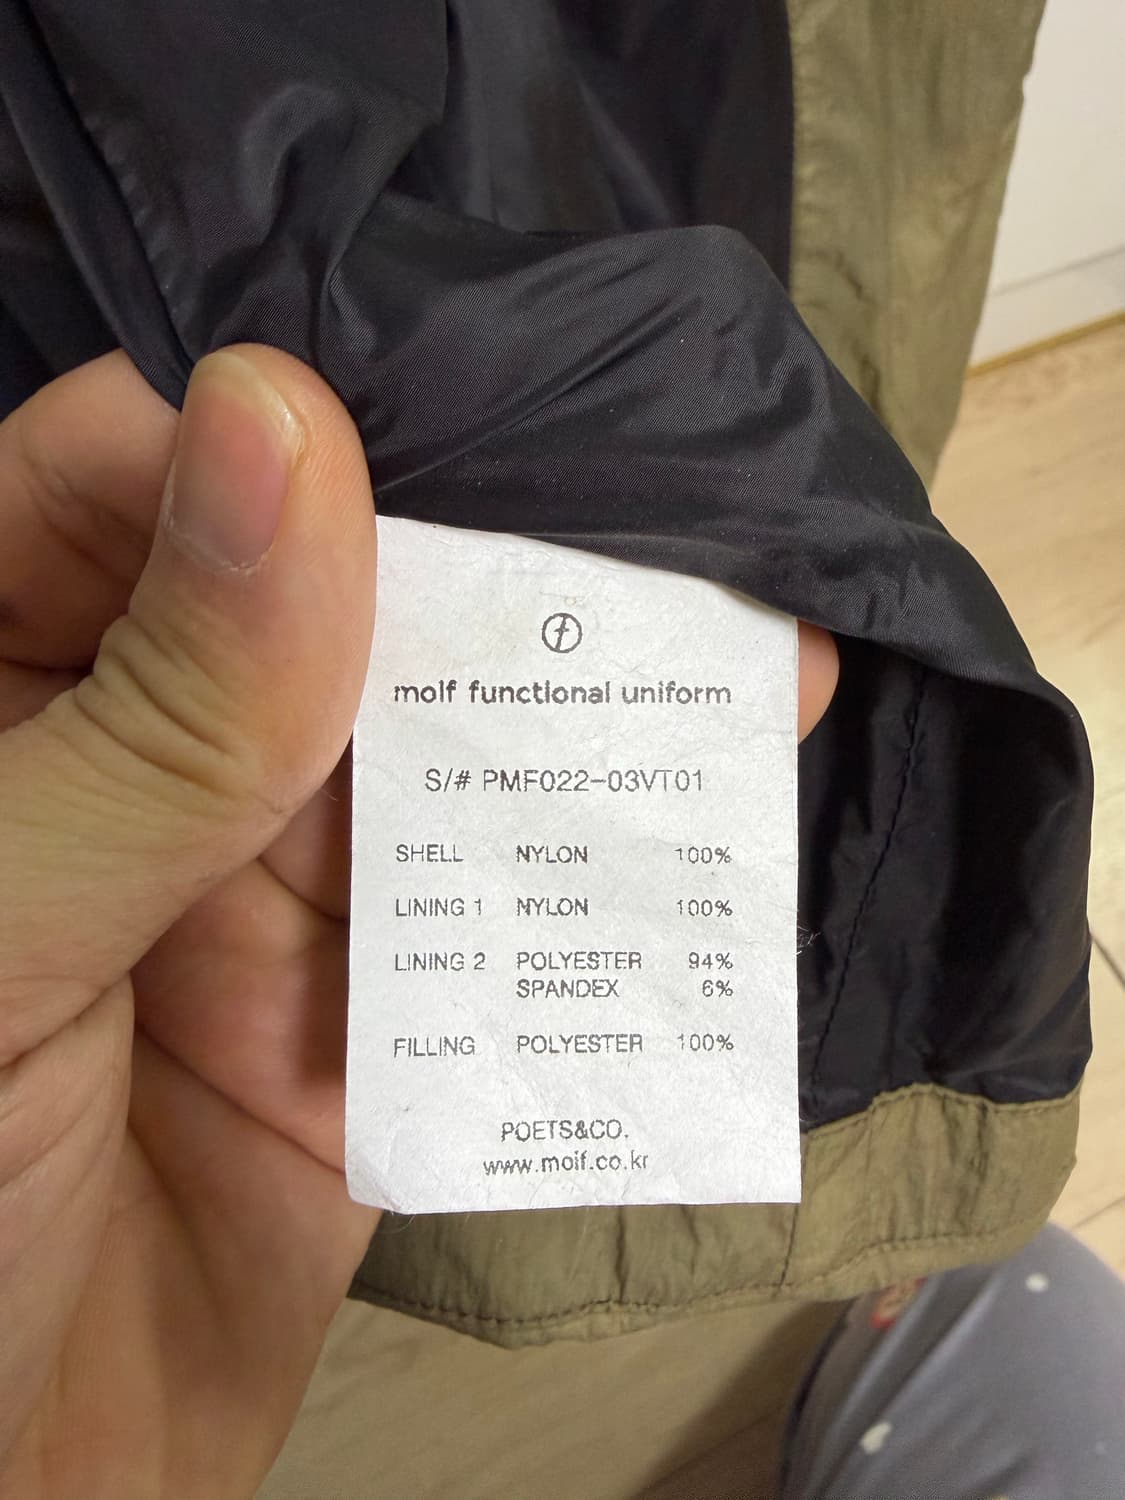 moif functional uniform
S/# PMF022-03VT01
SHELL NYLON 100%
LINING 1 NYLON 100%
LINING 2 POLYESTER 94%
SPANDEX 6%
FILLING POLYESTER 100%
POETS&CO.
www.moif.co.kr